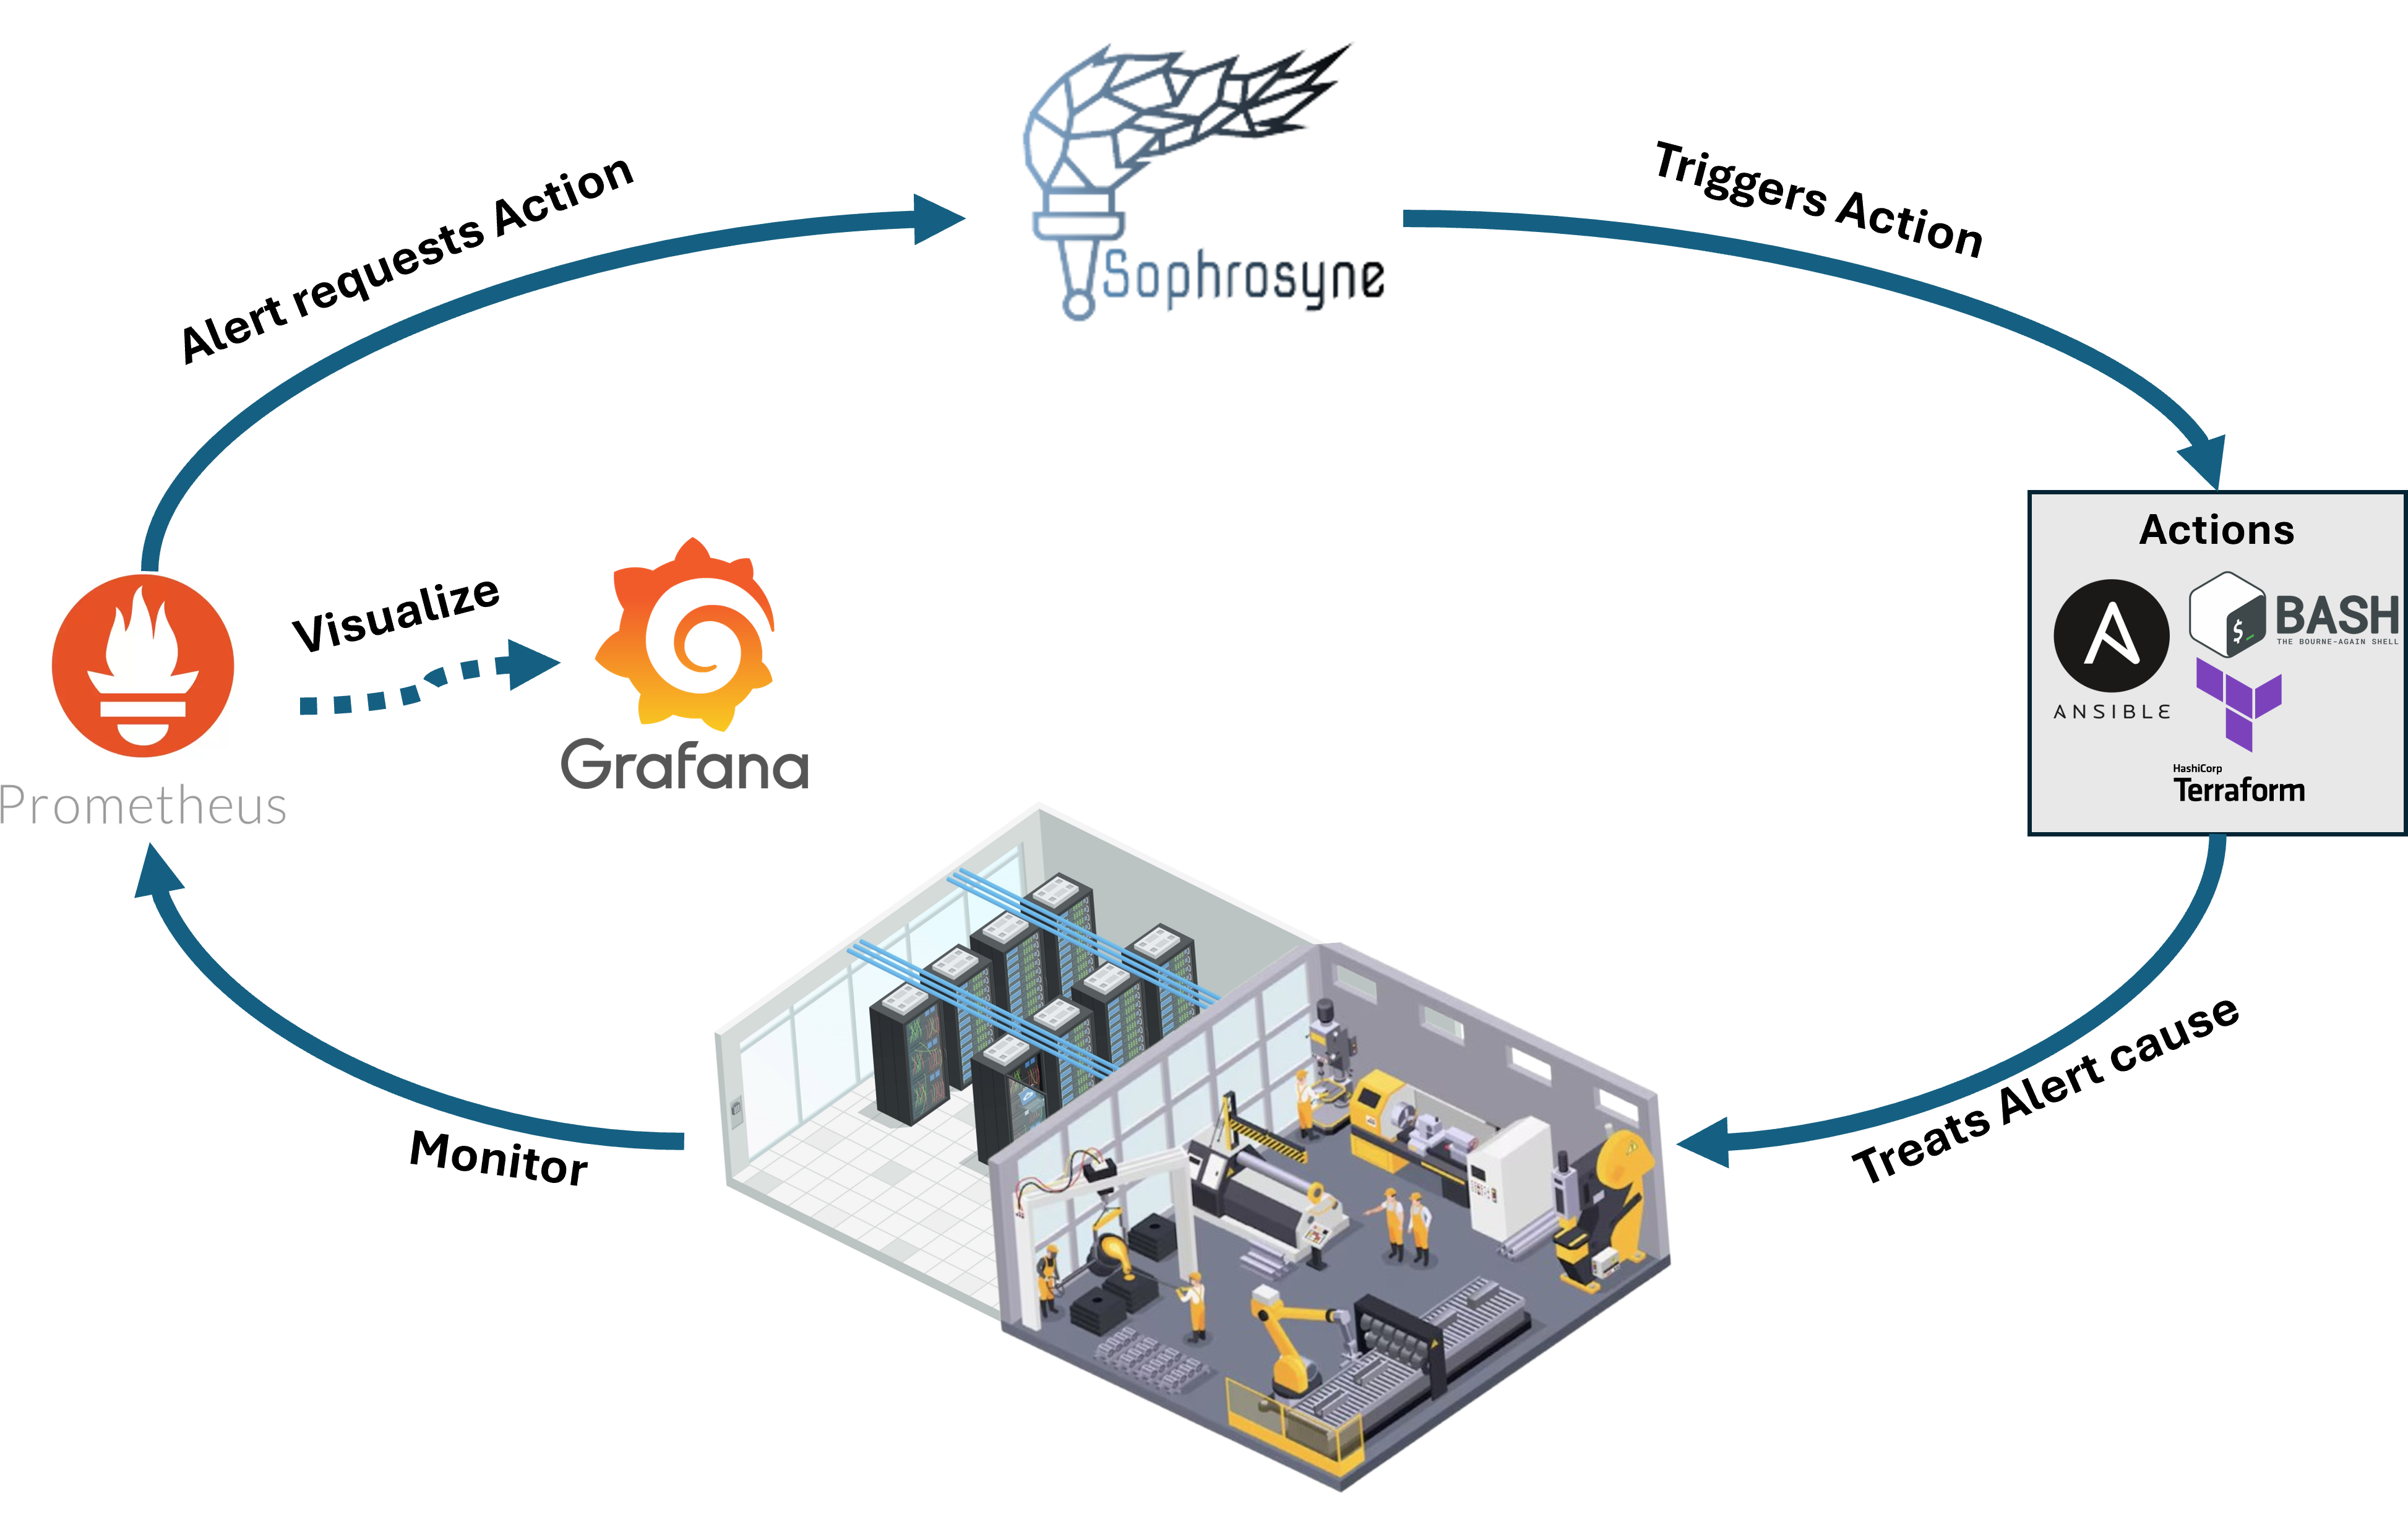 Sophrosyne
Alert requests Action
Triggers Action
Actions
BASH
THE BOURNE-AGAIN SHELL
ANSIBLE
HashiCorp
Terraform
Visualize
Grafana
Prometheus
Monitor
Treats Alert cause